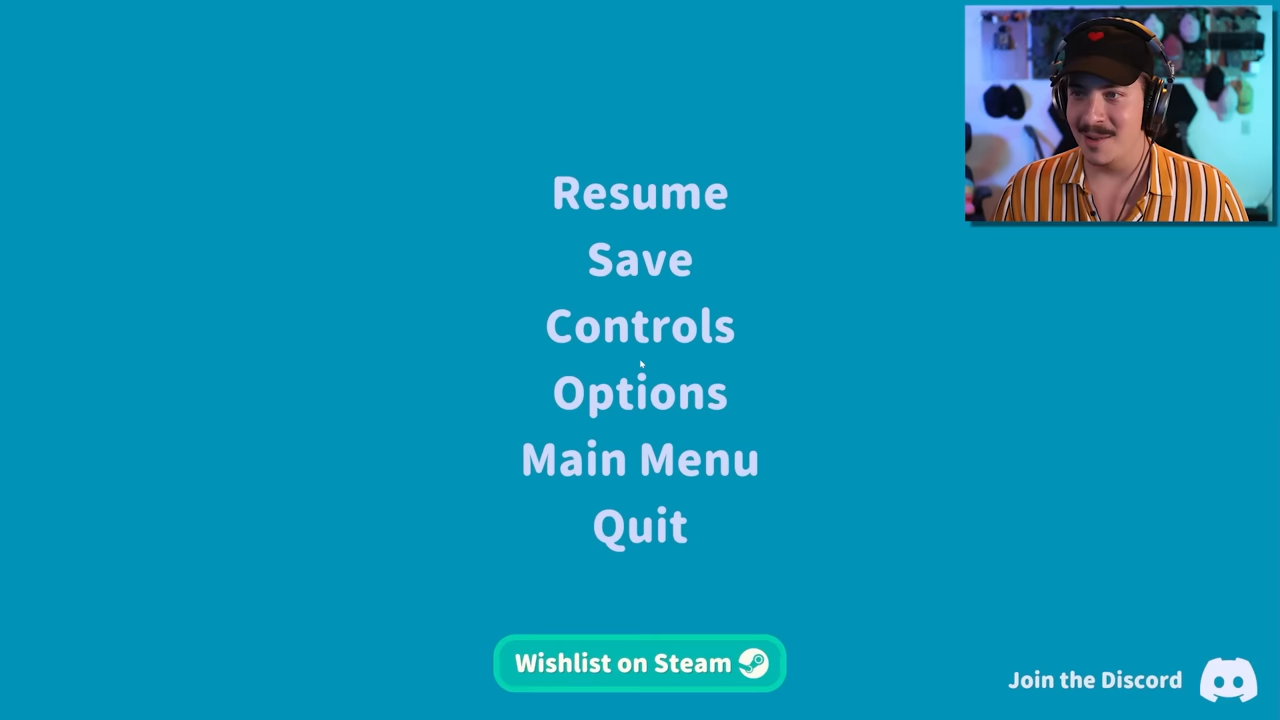 Resume
Save
Controls
Options
Main Menu
Quit
Wishlist on Steam
Join the Discord